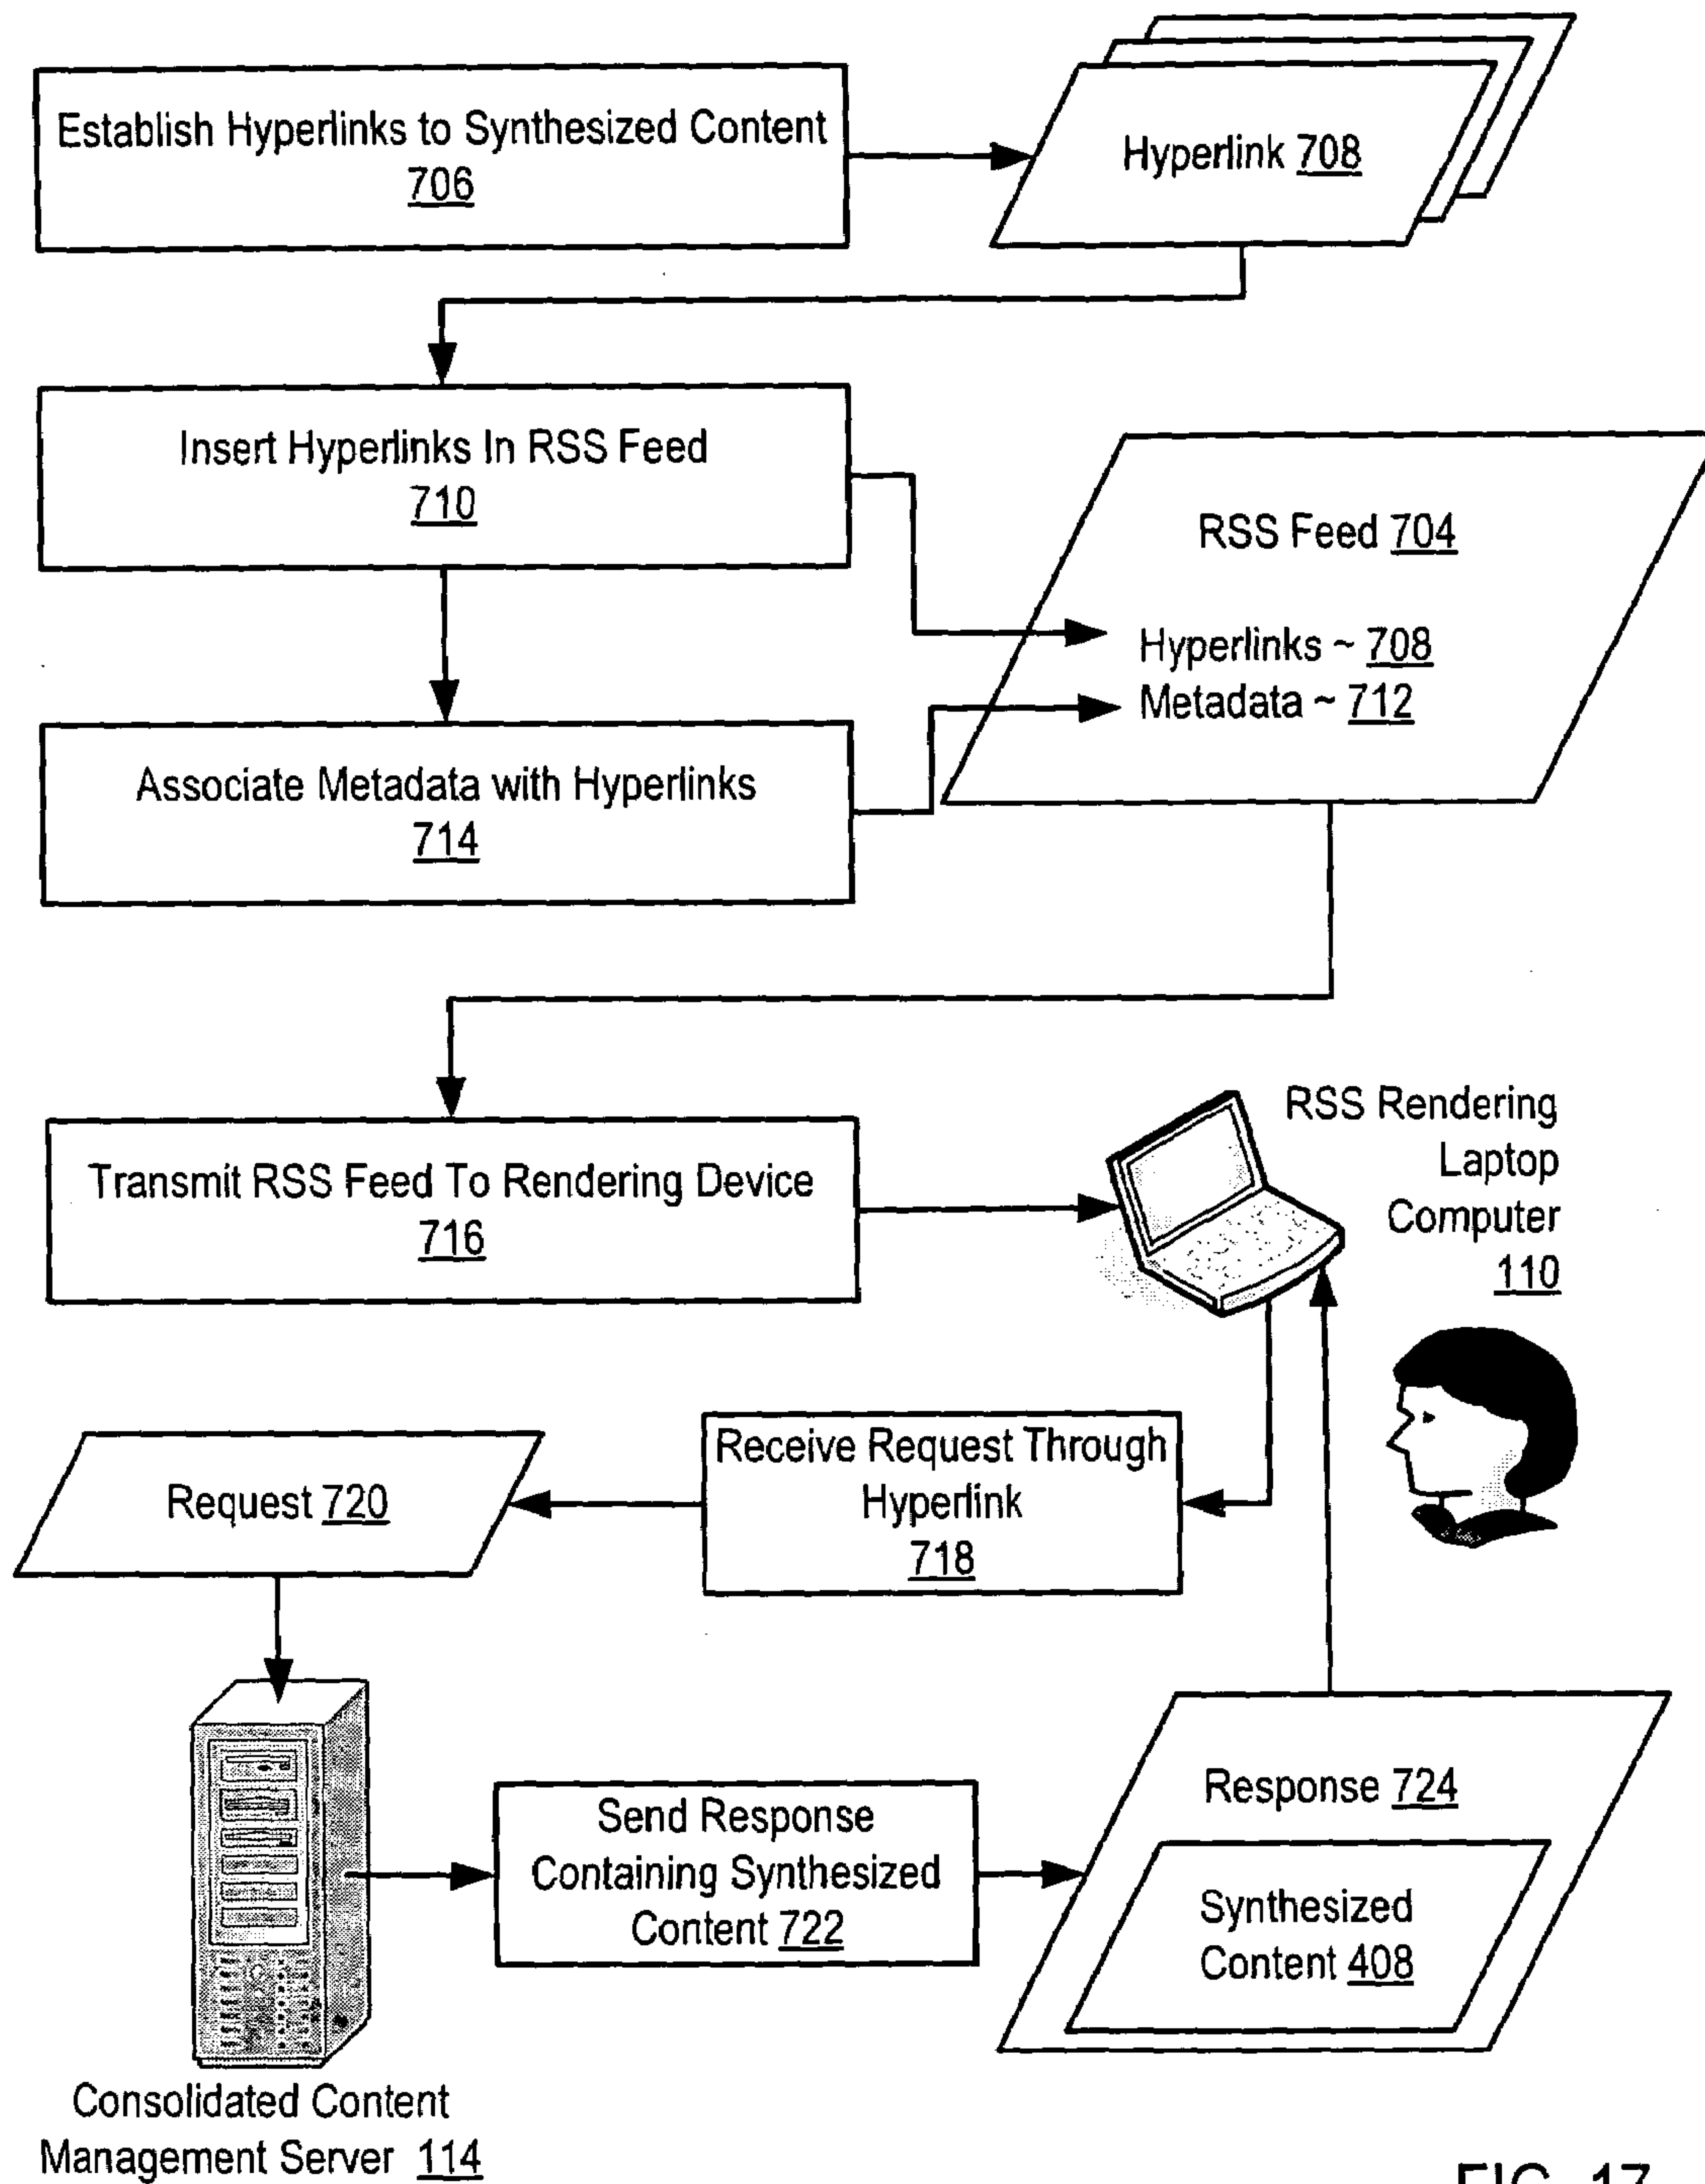 Establish Hyperlinks to Synthesized Content
706
Hyperlink 708
Insert Hyperlinks In RSS Feed
710
RSS Feed 704
Hyperlinks ~ 708
Metadata ~ 712
Associate Metadata with Hyperlinks
714
Transmit RSS Feed To Rendering Device
716
RSS Rendering
Laptop
Computer
110
Receive Request Through
Hyperlink
718
Request 720
Send Response
Containing Synthesized
Content 722
Response 724
Synthesized
Content 408
Consolidated Content
Management Server 114
FIG. 17